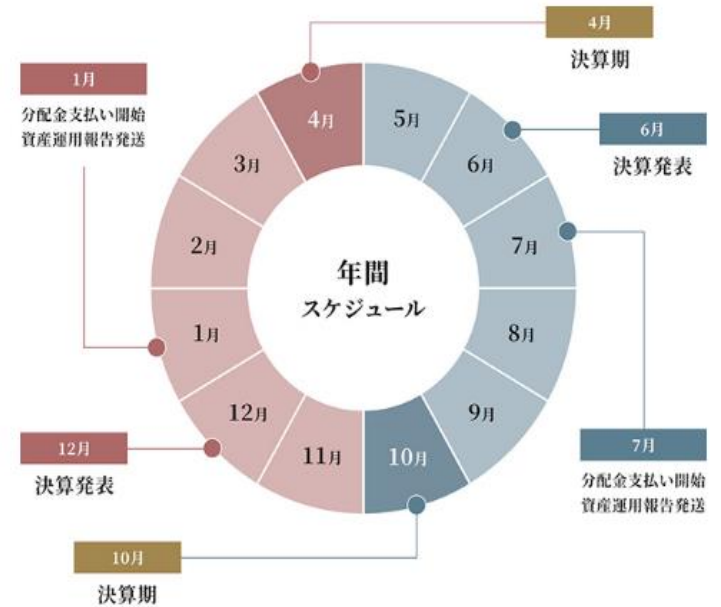 4月
決算期
1月
分配金支払い開始
資産運用報告発送
6月
決算発表
4月
5月
3月
6月
2月
7月
年間
スケジュール
1月
8月
12月
9月
11月
10月
12月
決算発表
7月
分配金支払い開始
資産運用報告発送
10月
決算期